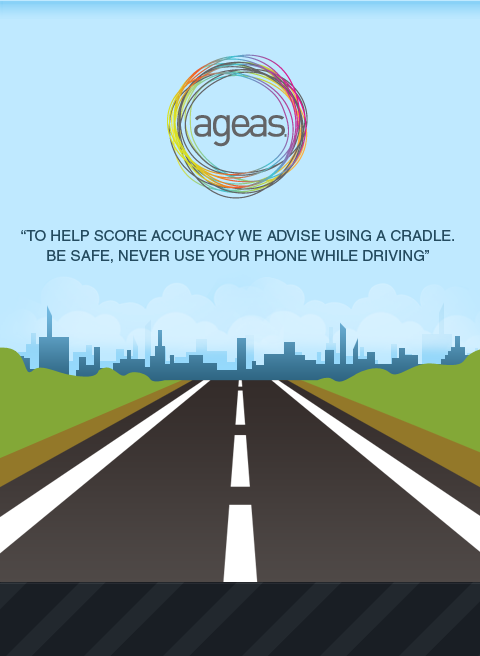 ageas.
“TO HELP SCORE ACCURACY WE ADVISE USING A CRADLE.
BE SAFE, NEVER USE YOUR PHONE WHILE DRIVING”